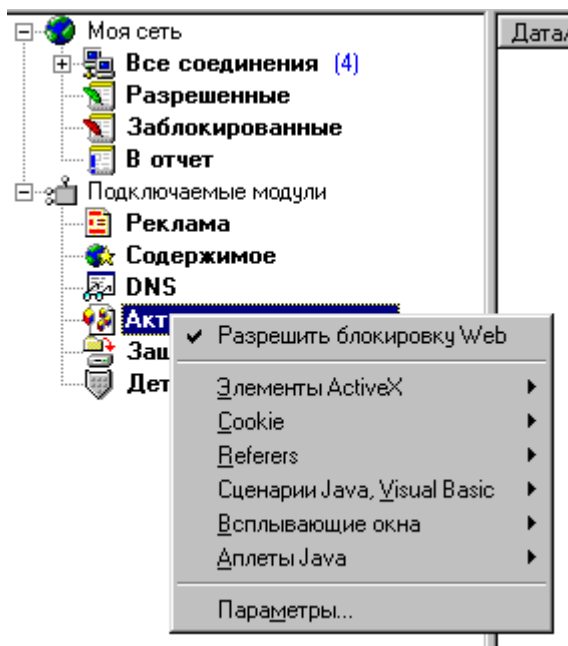 Моя сеть
Дата/
Все соединения (4)
Разрешенные
Заблокированные
В отчет
Подключаемые модули
Реклама
Содержимое
DNS
Акт
Разрешить блокировку Web
Защ
Дет
Элементы ActiveX
Cookie
Referers
Сценарии Java, Visual Basic
Всплывающие окна
Аплеты Java
Параметры...